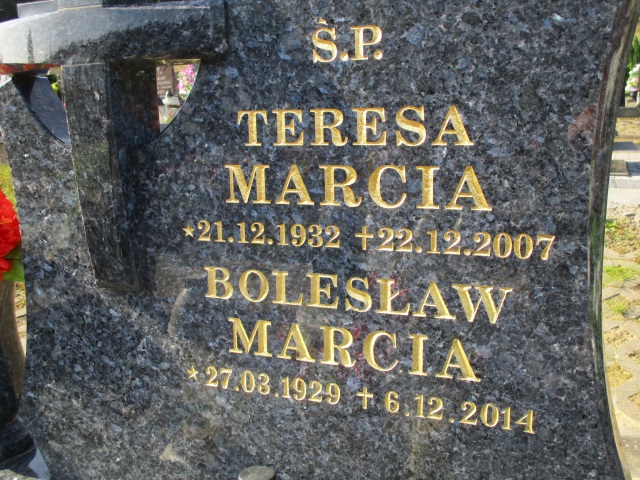 Ś.P.
TERESA
MARCIA
*21.12.1932 †22.12.2007
BOLESŁAW
MARCIA
*27.03.1929 †6.12.2014